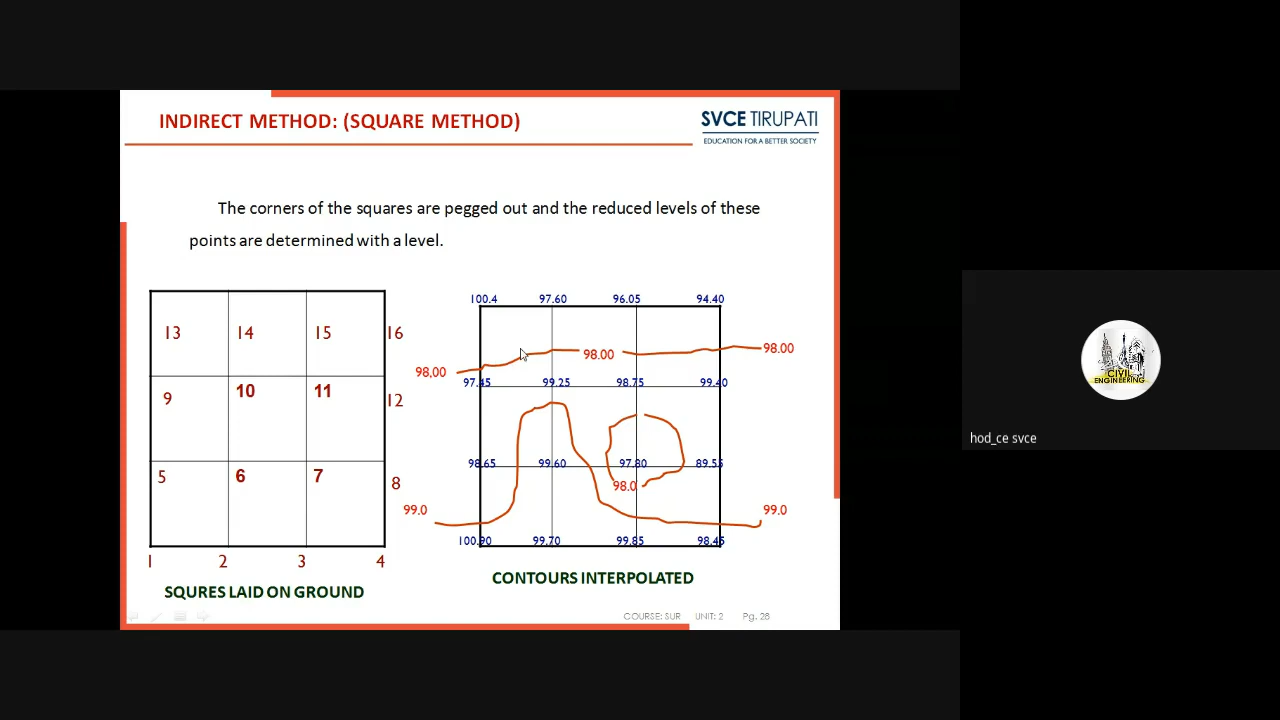 INDIRECT METHOD: (SQUARE METHOD)
SVCE TIRUPATI
EDUCATION FOR A BETTER SOCIETY
The corners of the squares are pegged out and the reduced levels of these
points are determined with a level.
13 14 15 16
9 10 11 12
5 6 7 8
1 2 3 4
SQURES LAID ON GROUND
100.4 97.60 96.05 94.40
98.00 98.00 98.00
97.45 99.25 98.75 99.40
98.65 99.60 97.80 89.55
98.0
99.0 99.0
100.90 99.70 99.85 98.45
CONTOURS INTERPOLATED
COURSE: SUR UNIT: 2 Pg. 28
CIVIL
ENGINEERING
hod_ce svce